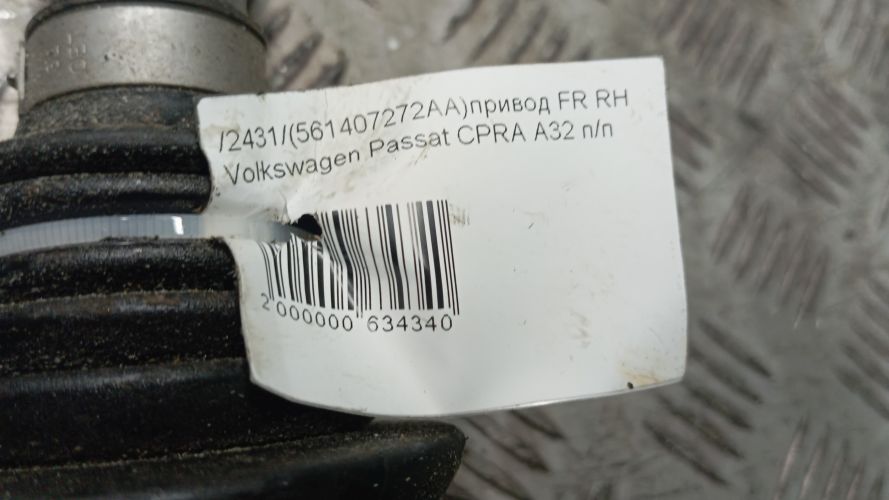 /2431/(561407272AA)привод FR RH
Volkswagen Passat CPRA A32 п/п
2 000000 634340